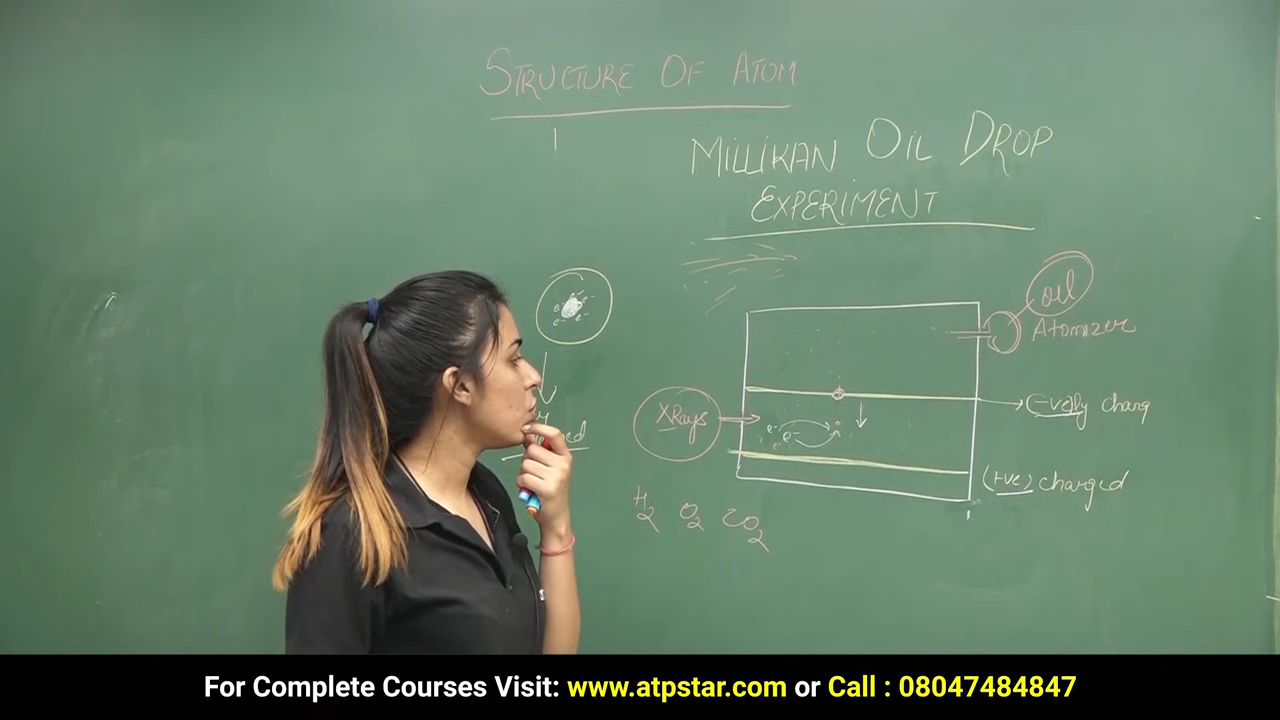 STRUCTURE OF ATOM
MILLIKAN OIL DROP
EXPERIMENT
oil
Atomizer
XRays
(-ve)ly charg
e-
e-
(+ve) charged
H2 O2 CO2
For Complete Courses Visit: www.atpstar.com or Call : 08047484847